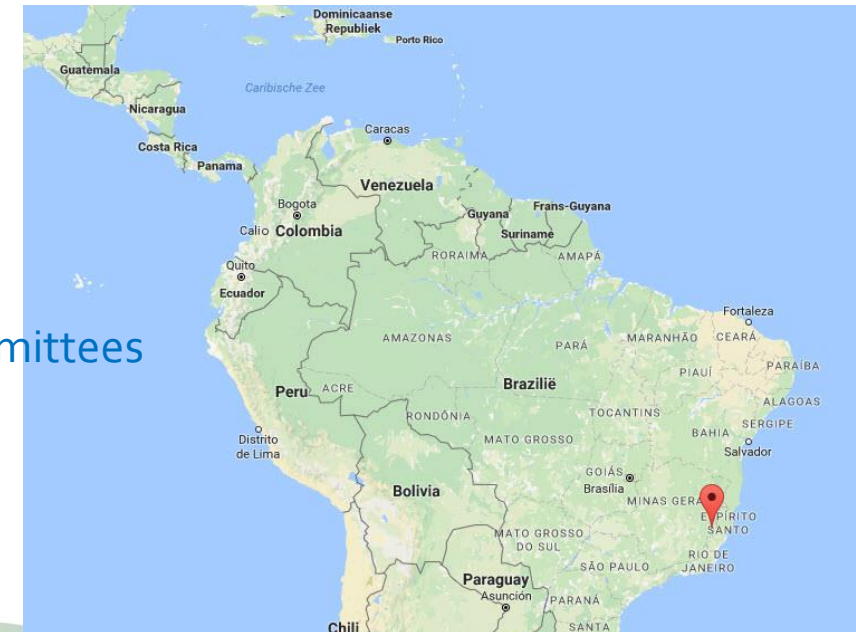 Dominicaanse
Republiek
Porto Rico
Guatemala
Caribische Zee
Nicaragua
Caracas
Costa Rica
Panama
Venezuela
Bogota
Guyana
Frans-Guyana
Calio
Colombia
Suriname
RORAIMA
AMAPÁ
Quito
Ecuador
Fortaleza
mittees
AMAZONAS
PARÁ
MARANHÃO
CEARÁ
PIAUÍ
PARAÍBA
Peru
ACRE
Brazilië
ALAGOAS
RONDÔNIA
TOCANTINS
SERGIPE
Distrito
de Lima
MATO GROSSO
BAHIA
Salvador
GOIÁS
Brasília
Bolivia
MINAS GERA
ESPÍRITO
SANTO
MATO GROSSO
DO SUL
RIO DE
JANEIRO
SÃO PAULO
Paraguay
Asunción
PARANÁ
Chili
SANTA